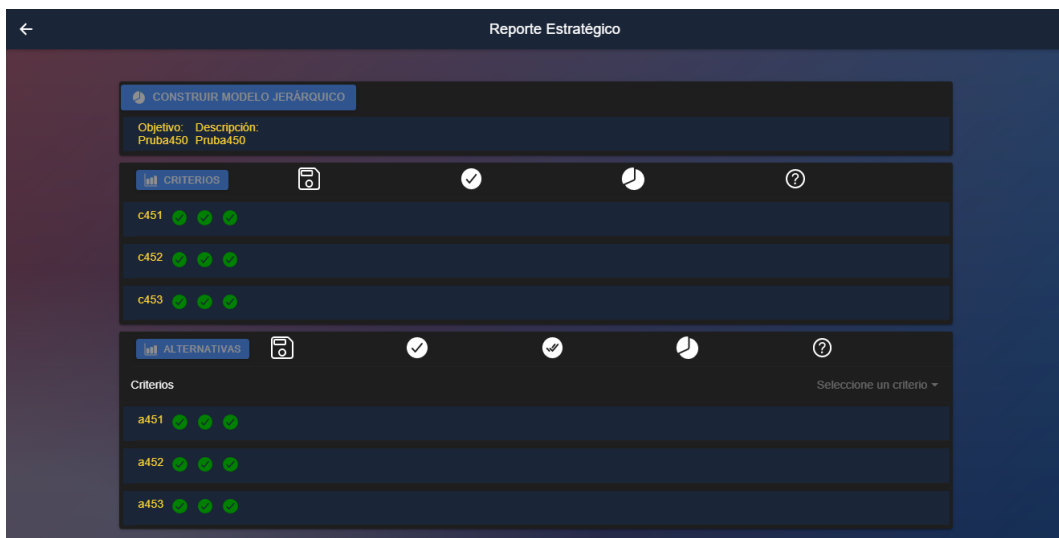 Reporte Estratégico
CONSTRUIR MODELO JERÁRQUICO
Objetivo: Descripción:
Pruba450 Pruba450
CRITERIOS
c451
c452
c453
ALTERNATIVAS
Criterios Seleccione un criterio
a451
a452
a453